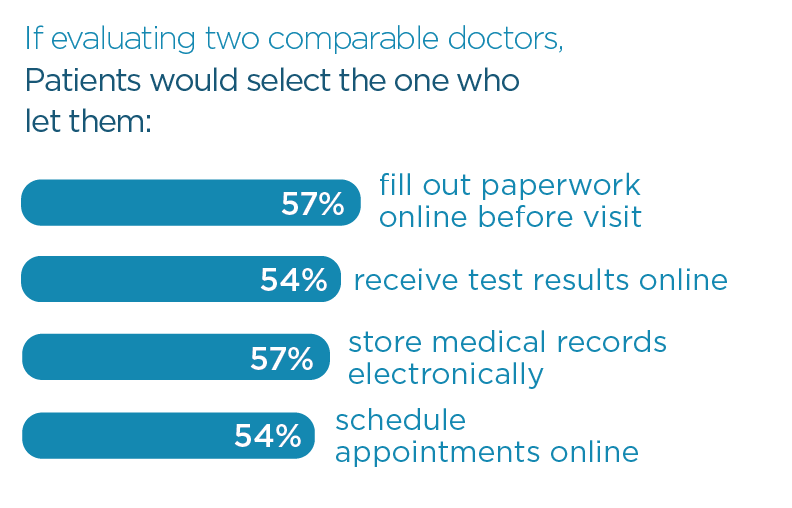 If evaluating two comparable doctors,
Patients would select the one who
let them:
57%
fill out paperwork
online before visit
54%
receive test results online
57%
store medical records
electronically
54%
schedule
appointments online